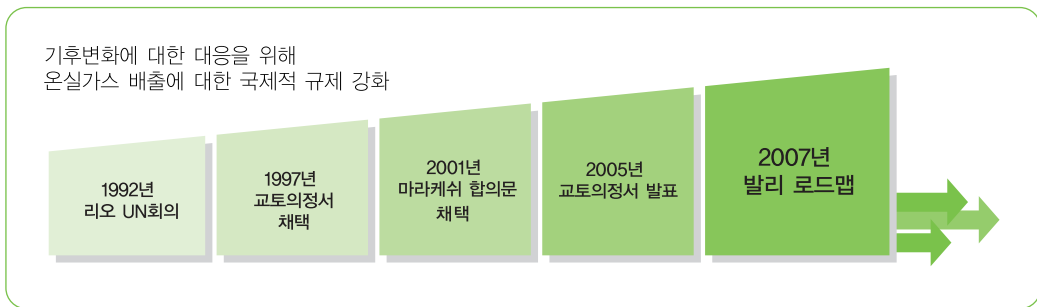 기후변화에 대한 대응을 위해
온실가스 배출에 대한 국제적 규제 강화
1992년
리오 UN회의
1997년
교토의정서
채택
2001년
마라케쉬 합의문
채택
2005년
교토의정서 발표
2007년
발리 로드맵